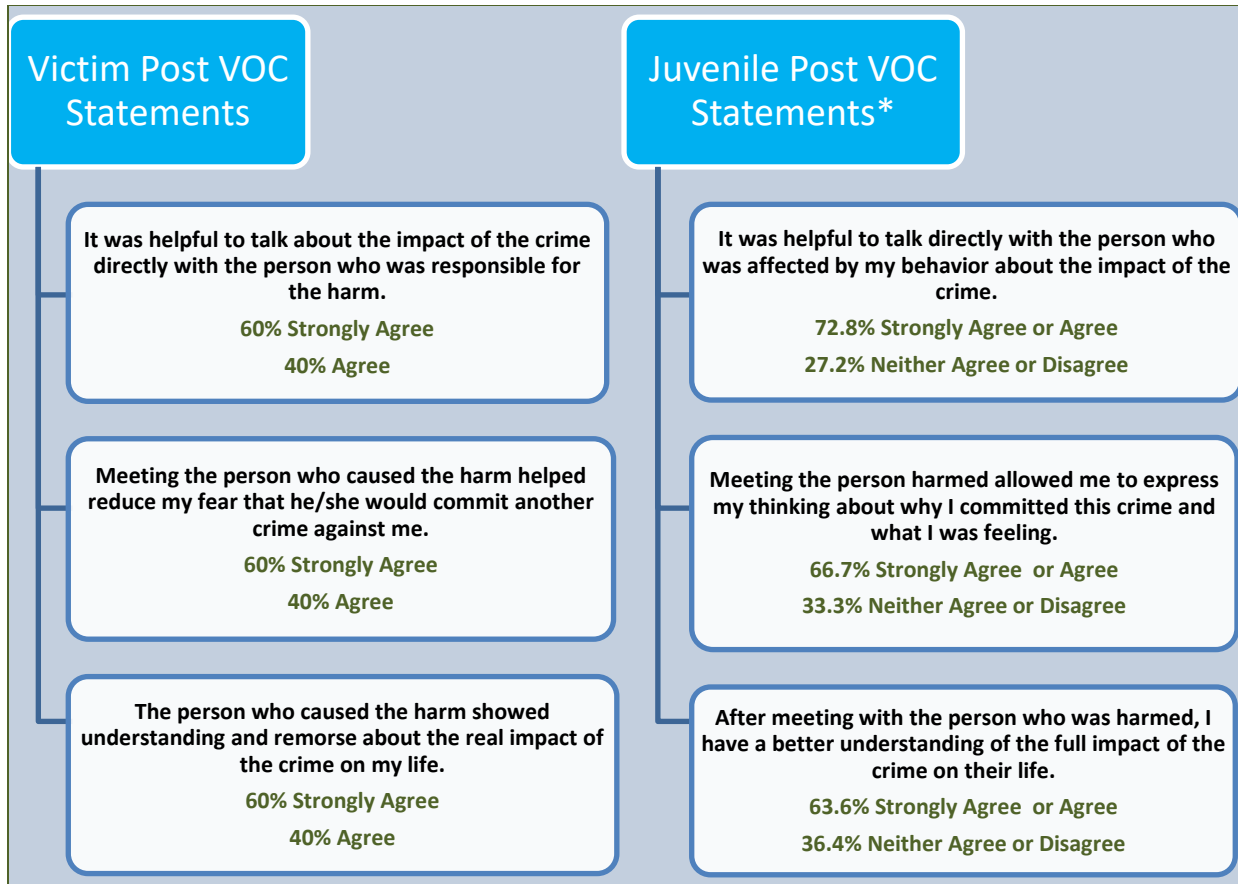 Victim Post VOC
Statements
It was helpful to talk about the impact of the crime
directly with the person who was responsible for
the harm.
60% Strongly Agree
40% Agree
Meeting the person who caused the harm helped
reduce my fear that he/she would commit another
crime against me.
60% Strongly Agree
40% Agree
The person who caused the harm showed
understanding and remorse about the real impact of
the crime on my life.
60% Strongly Agree
40% Agree
Juvenile Post VOC
Statements*
It was helpful to talk directly with the person who
was affected by my behavior about the impact of the
crime.
72.8% Strongly Agree or Agree
27.2% Neither Agree or Disagree
Meeting the person harmed allowed me to express
my thinking about why I committed this crime and
what I was feeling.
66.7% Strongly Agree or Agree
33.3% Neither Agree or Disagree
After meeting with the person who was harmed, I
have a better understanding of the full impact of the
crime on their life.
63.6% Strongly Agree or Agree
36.4% Neither Agree or Disagree